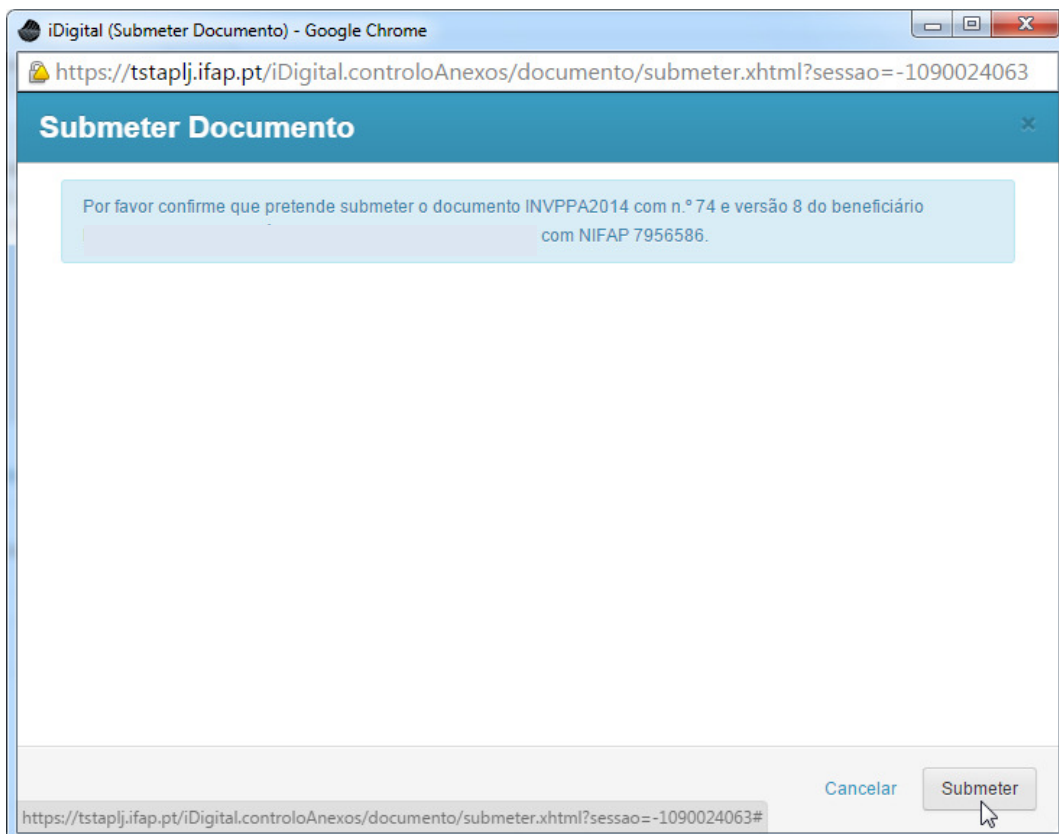 iDigital (Submeter Documento) - Google Chrome
https://tstaplj.ifap.pt/iDigital.controloAnexos/documento/submeter.xhtml?sessao=-1090024063
Submeter Documento
Por favor confirme que pretende submeter o documento INVPPA2014 com n.º 74 e versão 8 do beneficiário
com NIFAP 7956586.
Cancelar
Submeter
https://tstaplj.ifap.pt/iDigital.controloAnexos/documento/submeter.xhtml?sessao=-1090024063#